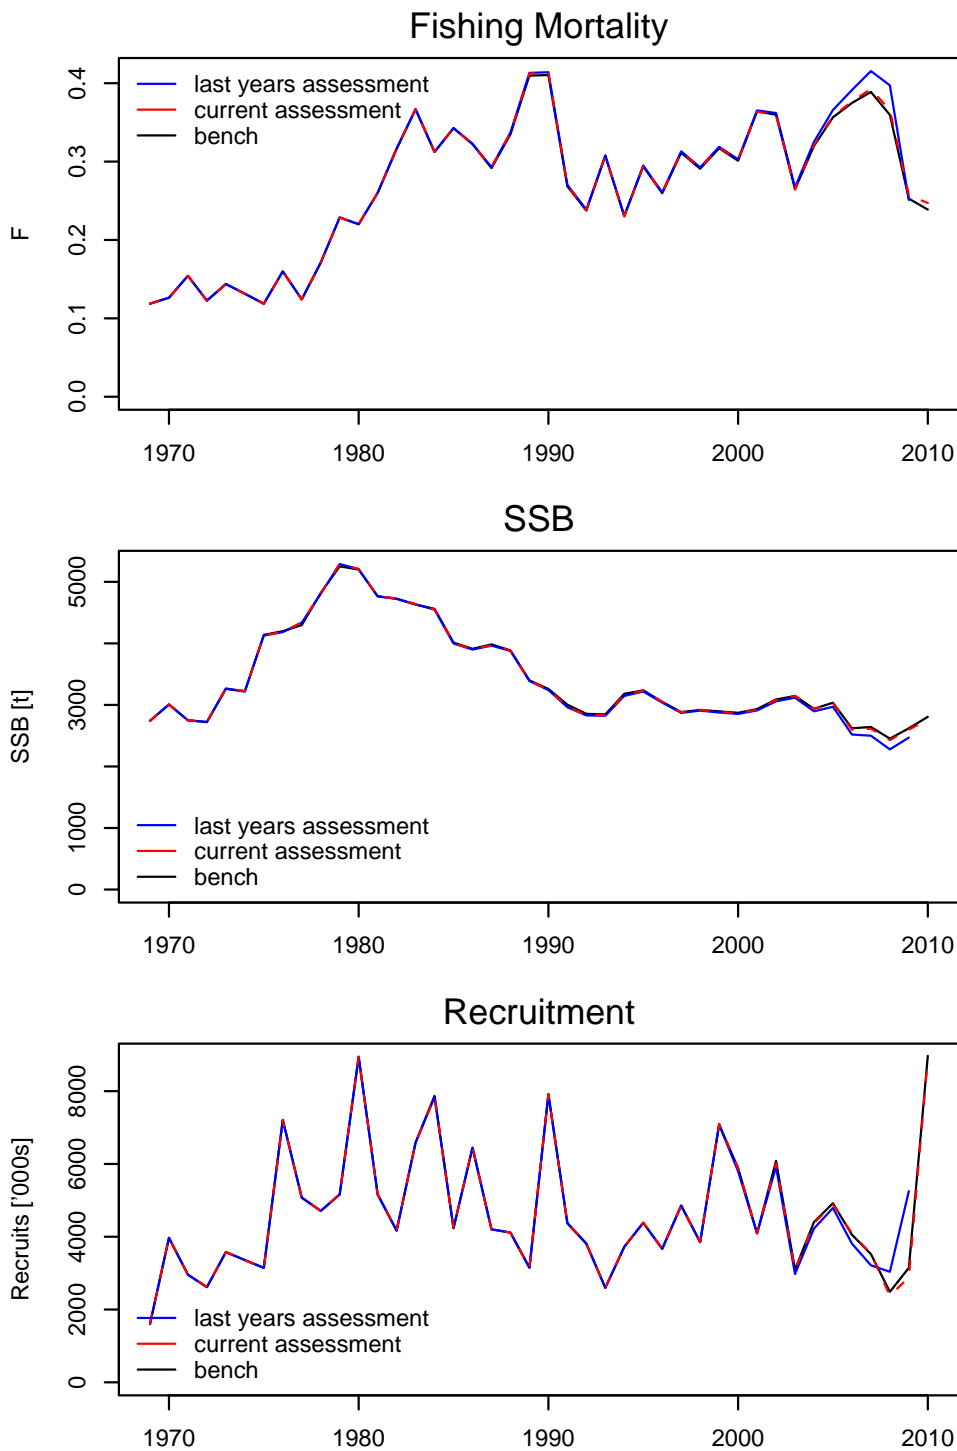 Fishing Mortality
last years assessment
current assessment
bench
F
0.0 0.1 0.2 0.3 0.4
1970 1980 1990 2000 2010
SSB
last years assessment
current assessment
bench
SSB [t]
0 1000 3000 5000
1970 1980 1990 2000 2010
Recruitment
last years assessment
current assessment
bench
Recruits ['000s]
0 2000 4000 6000 8000
1970 1980 1990 2000 2010